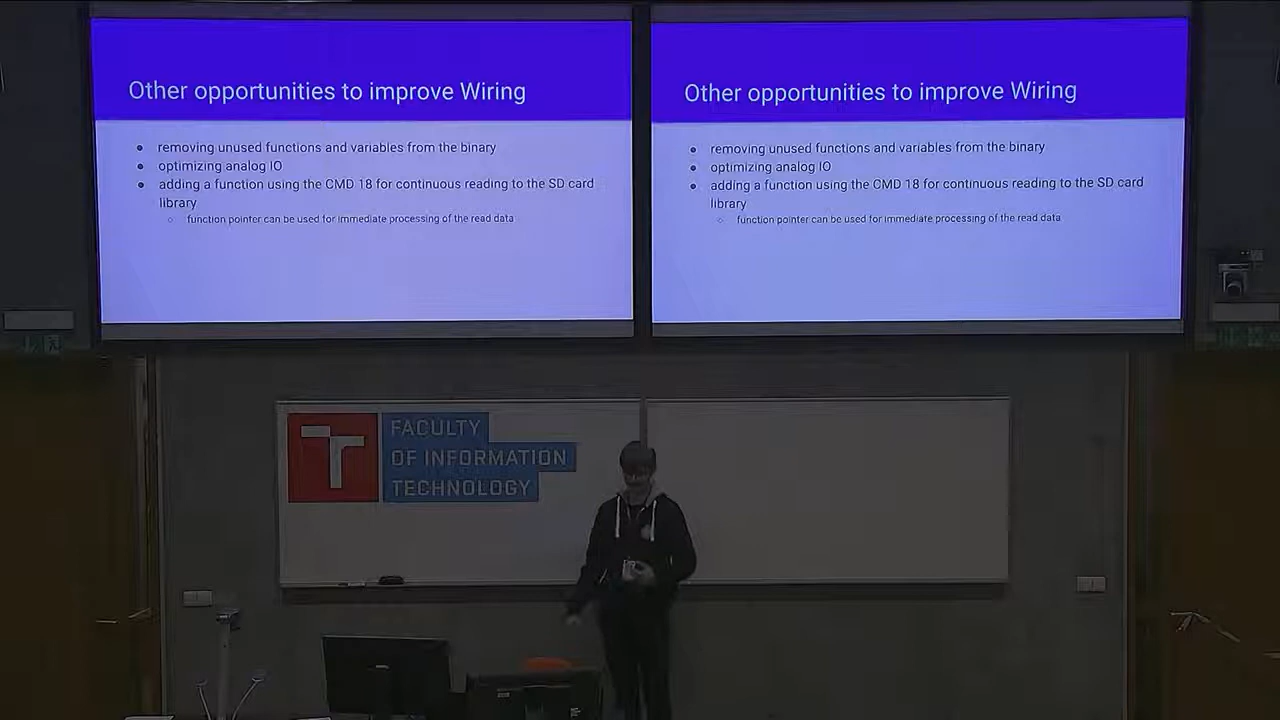 Other opportunities to improve Wiring
removing unused functions and variables from the binary
optimizing analog IO
adding a function using the CMD 18 for continuous reading to the SD card
library
function pointer can be used for immediate processing of the read data
Other opportunities to improve Wiring
removing unused functions and variables from the binary
optimizing analog IO
adding a function using the CMD 18 for continuous reading to the SD card
library
function pointer can be used for immediate processing of the read data
T
FACULTY
OF INFORMATION
TECHNOLOGY